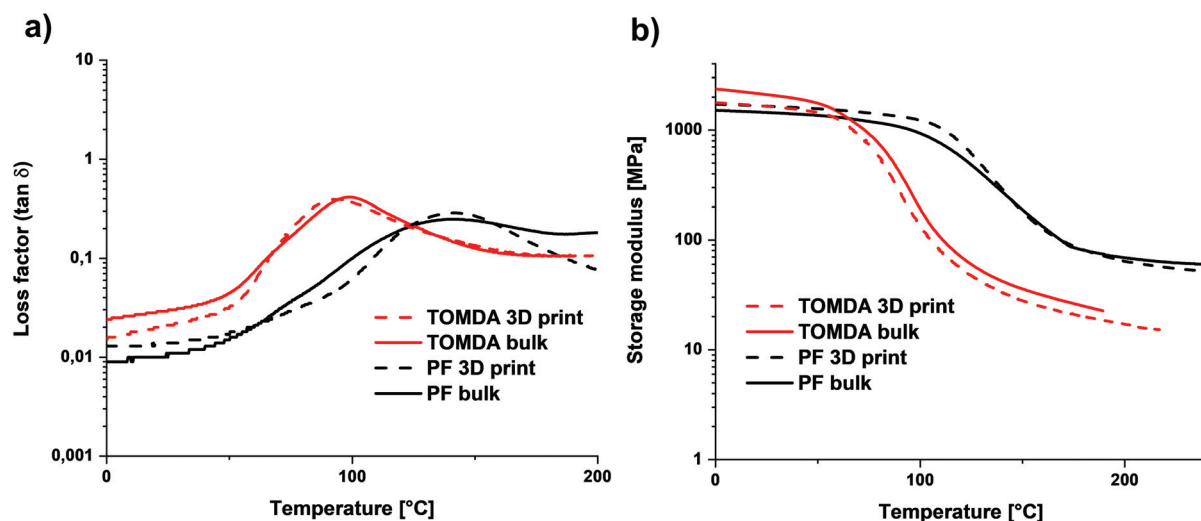 a)
Loss factor (tan δ)
10
1
0,1
0,01
0,001
0
100
200
Temperature [°C]
TOMDA 3D print
TOMDA bulk
PF 3D print
PF bulk
b)
Storage modulus [MPa]
1000
100
10
1
0
100
200
Temperature [°C]
TOMDA 3D print
TOMDA bulk
PF 3D print
PF bulk